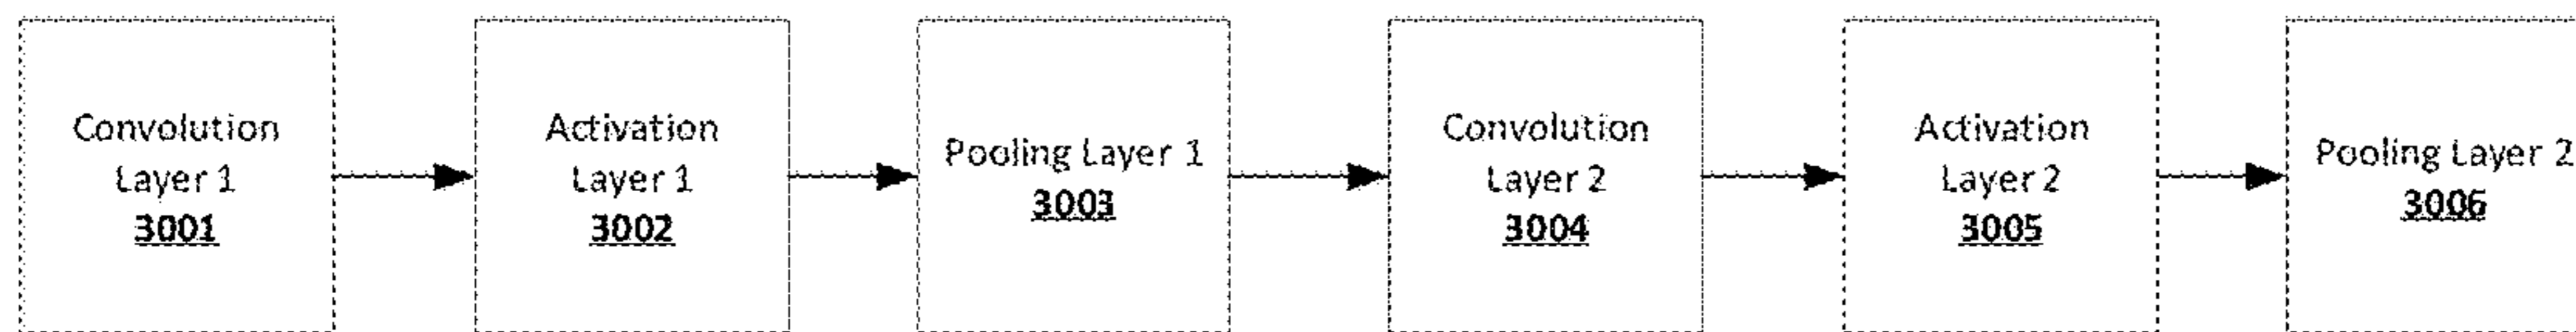 Convolution
Layer 1
3001
Activation
Layer 1
3002
Pooling Layer 1
3003
Convolution
Layer 2
3004
Activation
Layer 2
3005
Pooling Layer 2
3006